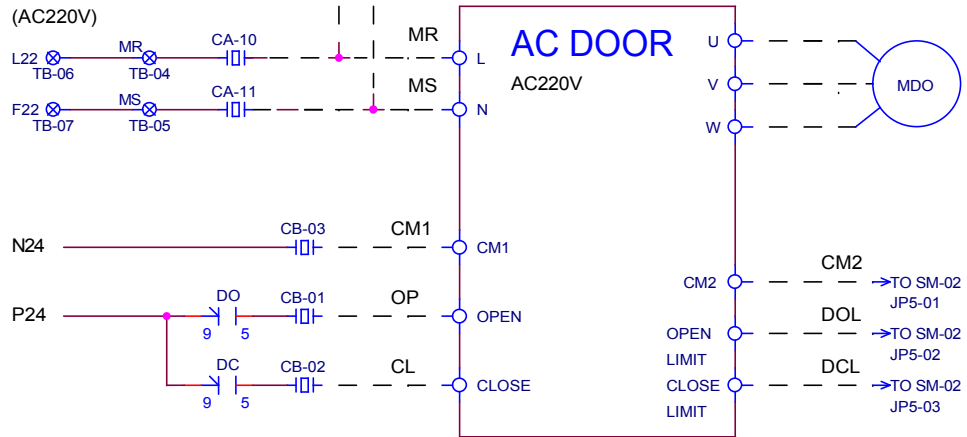 (AC220V)
L22
TB-06
MR
TB-04
CA-10
MR
L
AC DOOR
AC220V
U
V
W
MDO
F22
TB-07
MS
TB-05
CA-11
MS
N
N24
CB-03
CM1
CM1
P24
DO
9 5
CB-01
OP
OPEN
DC
9 5
CB-02
CL
CLOSE
CM2
CM2
TO SM-02
JP5-01
OPEN
LIMIT
DOL
TO SM-02
JP5-02
CLOSE
LIMIT
DCL
TO SM-02
JP5-03